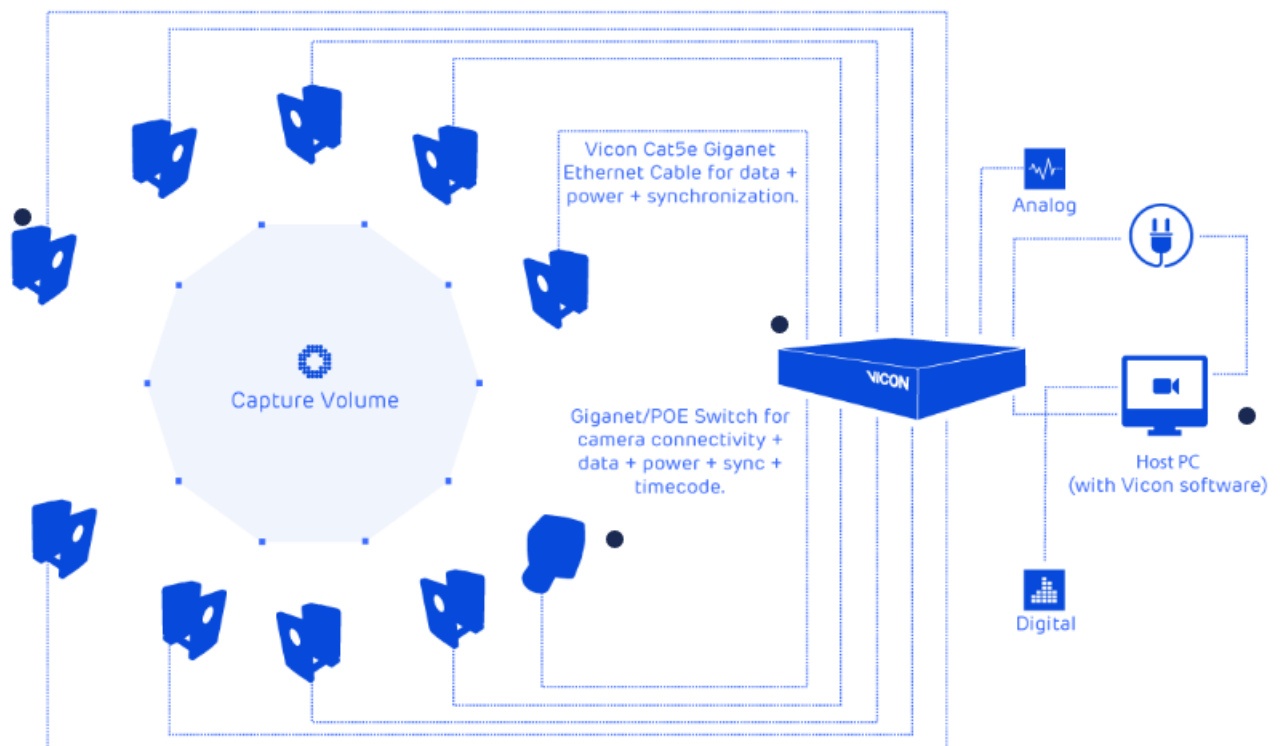 Vicon Cat5e Giganet
Ethernet Cable for data +
power + synchronization.
Analog
Capture Volume
VICON
Giganet/POE Switch for
camera connectivity +
data + power + sync +
timecode.
Host PC
(with Vicon software)
Digital